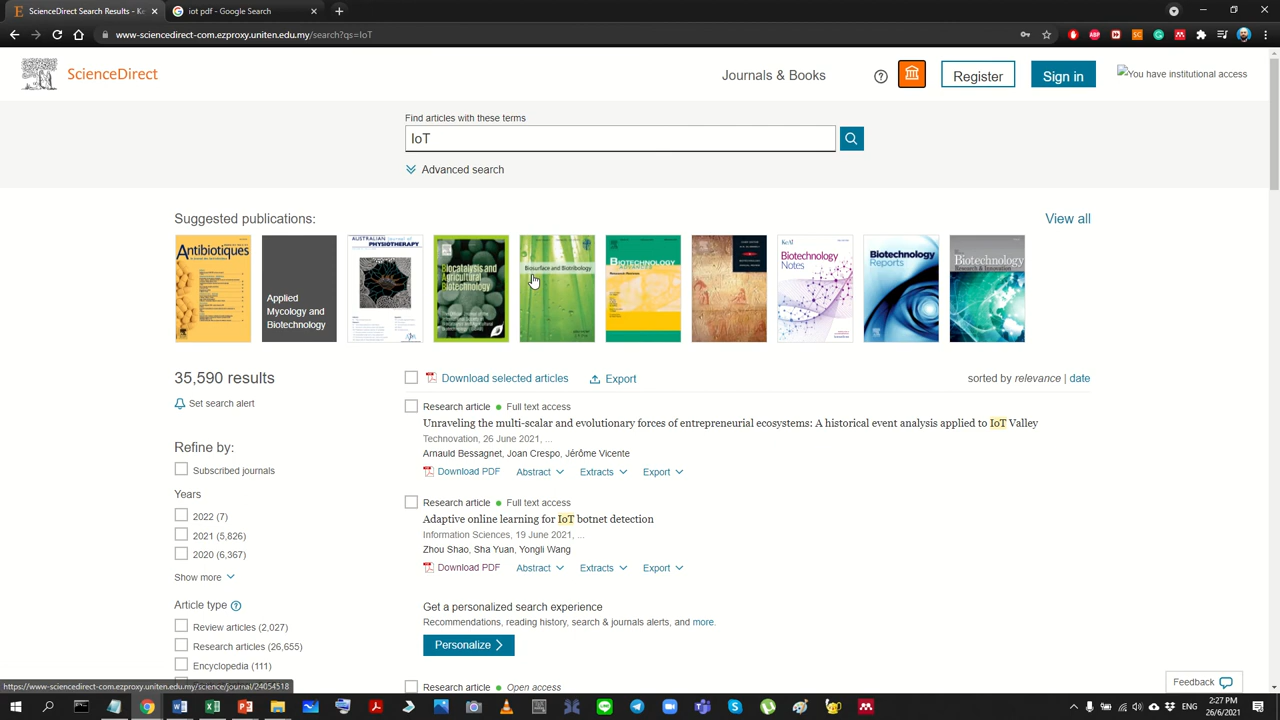 ScienceDirect Search Results - Ke
iot pdf - Google Search
www-sciencedirect-com.ezproxy.uniten.edu.my/search?qs=IoT
ScienceDirect
Journals & Books
Register
Sign in
You have institutional access
Find articles with these terms
IoT
Advanced search
Suggested publications:
View all
Antibiotiques
Applied
Mycology and
Biotechnology
AUSTRALIAN
PHYSIOTHERAPY
Biocatalysis and
Agricultural
Biotechnology
Biosurface and Biotribology
Biotechnology
Notes
Biotechnology
Reports
Biotechnology
35,590 results
Download selected articles
Export
sorted by relevance | date
Set search alert
Research article
Full text access
Unraveling the multi-scalar and evolutionary forces of entrepreneurial ecosystems: A historical event analysis applied to IoT Valley
Technovation, 26 June 2021, ...
Arnauld Bessagnet, Joan Crespo, Jérôme Vicente
Download PDF Abstract Extracts Export
Refine by:
Subscribed journals
Years
2022 (7)
2021 (5,826)
2020 (6,367)
Show more
Research article
Full text access
Adaptive online learning for IoT botnet detection
Information Sciences, 19 June 2021, ...
Zhou Shao, Sha Yuan, Yongli Wang
Download PDF Abstract Extracts Export
Article type
Review articles (2,027)
Research articles (26,655)
Encyclopedia (111)
Get a personalized search experience
Recommendations, reading history, search & journals alerts, and more.
Personalize
Research article
Open access
Feedback
https://www-sciencedirect-com.ezproxy.uniten.edu.my/science/journal/24054518
ENG
2:27 PM
26/6/2021